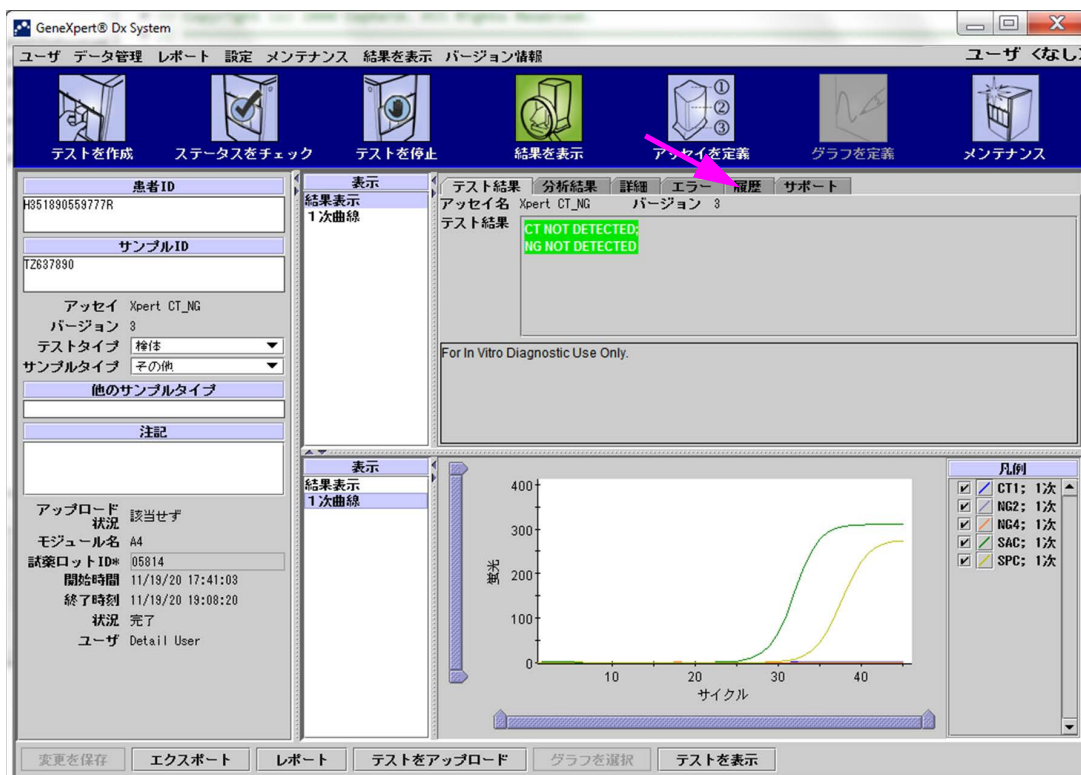 GeneXpert® Dx System
ユーザ データ管理 レポート 設定 メンテナンス 結果を表示 バージョン情報
ユーザ <なし>
テストを作成 ステータスをチェック テストを停止 結果を表示 アッセイを定義 グラフを定義 メンテナンス
① ② ③
患者ID
H351890559777R
サンプルID
TZ637890
アッセイ Xpert CT_NG
バージョン 3
テストタイプ 検体
サンプルタイプ その他
他のサンプルタイプ
注記
アップロード
状況 該当せず
モジュール名 A4
試薬ロットID* 05814
開始時間 11/19/20 17:41:03
終了時刻 11/19/20 19:08:20
状況 完了
ユーザ Detail User
表示
結果表示
1次曲線
テスト結果 分析結果 詳細 エラー 履歴 サポート
アッセイ名 Xpert CT_NG バージョン 3
テスト結果
CT NOT DETECTED;
NG NOT DETECTED
For In Vitro Diagnostic Use Only.
表示
結果表示
1次曲線
400
300
200
100
0
蛍光
10 20 30 40
サイクル
凡例
CT1; 1次
NG2; 1次
NG4; 1次
SAC; 1次
SPC; 1次
変更を保存 エクスポート レポート テストをアップロード グラフを選択 テストを表示